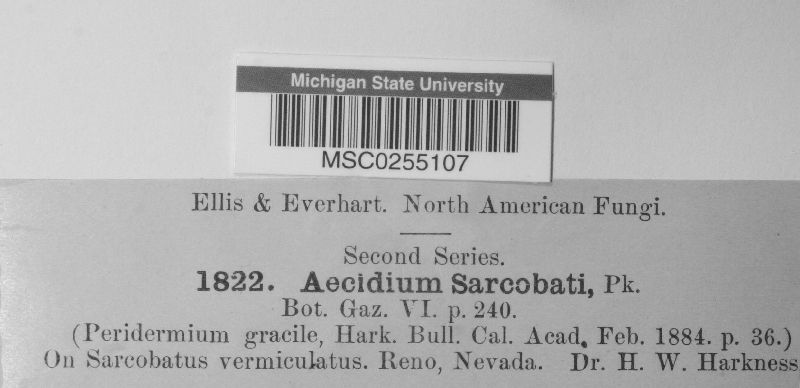 Michigan State University
MSC0255107
Ellis & Everhart. North American Fungi.
Second Series.
1822. Aecidium Sarcobati, Pk.
Bot. Gaz. VI. p. 240.
(Peridermium gracile, Hark. Bull. Cal. Acad. Feb. 1884. p. 36.)
On Sarcobatus vermiculatus. Reno, Nevada. Dr. H. W. Harkness